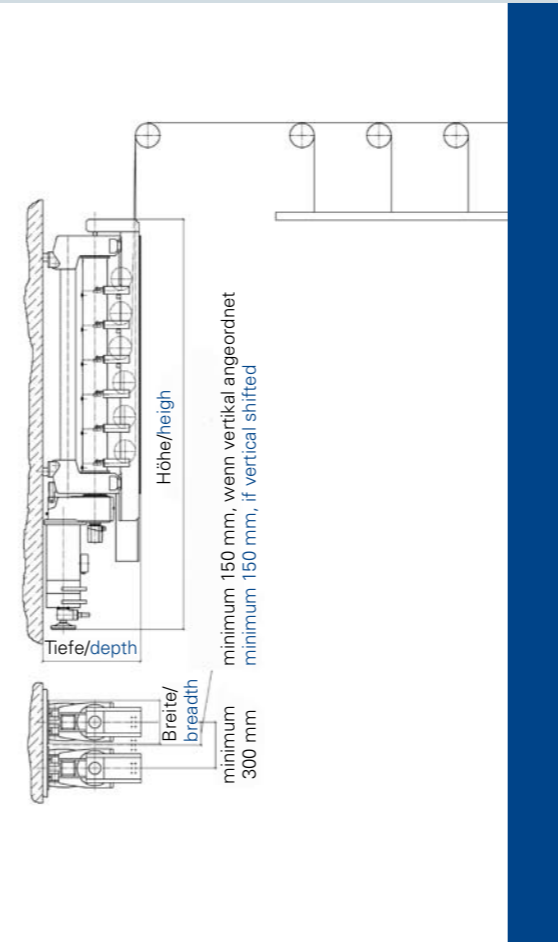 Höhe/heigh
minimum 150 mm, wenn vertikal angeordnet
minimum 150 mm, if vertical shifted
Tiefe/depth
Breite/
breadth
minimum
300 mm